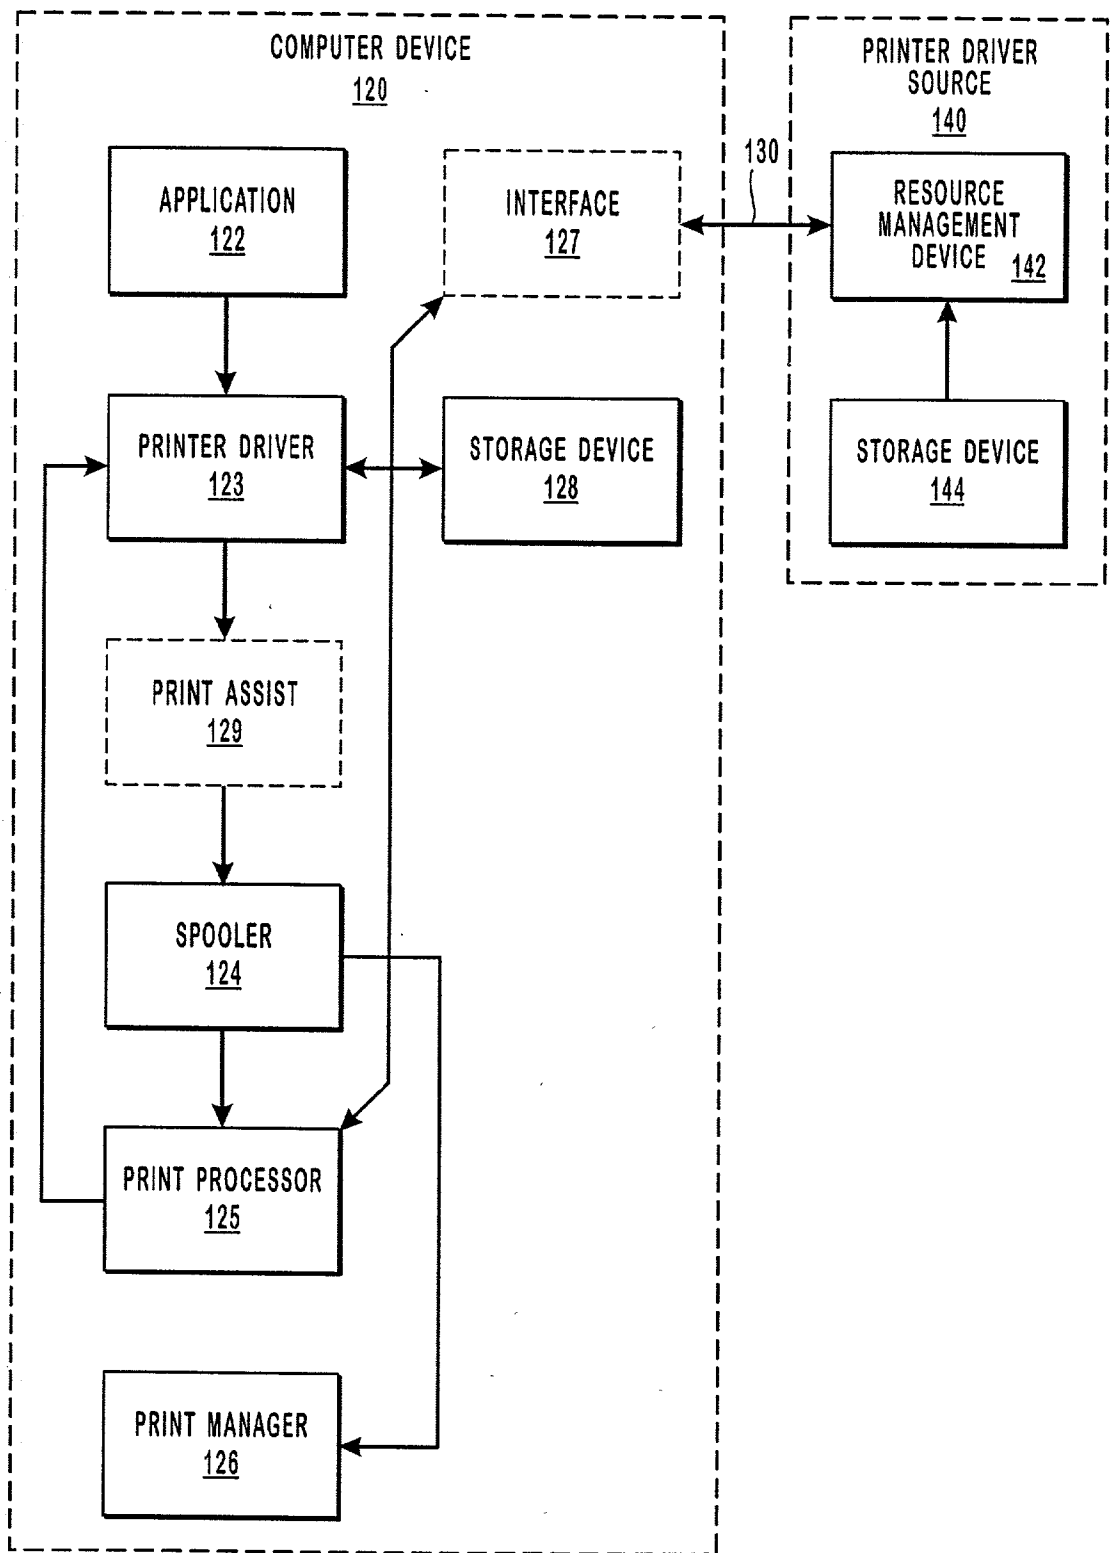 COMPUTER DEVICE
120
PRINTER DRIVER
SOURCE
140
APPLICATION
122
INTERFACE
127
130
RESOURCE
MANAGEMENT
DEVICE
142
PRINTER DRIVER
123
STORAGE DEVICE
128
STORAGE DEVICE
144
PRINT ASSIST
129
SPOOLER
124
PRINT PROCESSOR
125
PRINT MANAGER
126